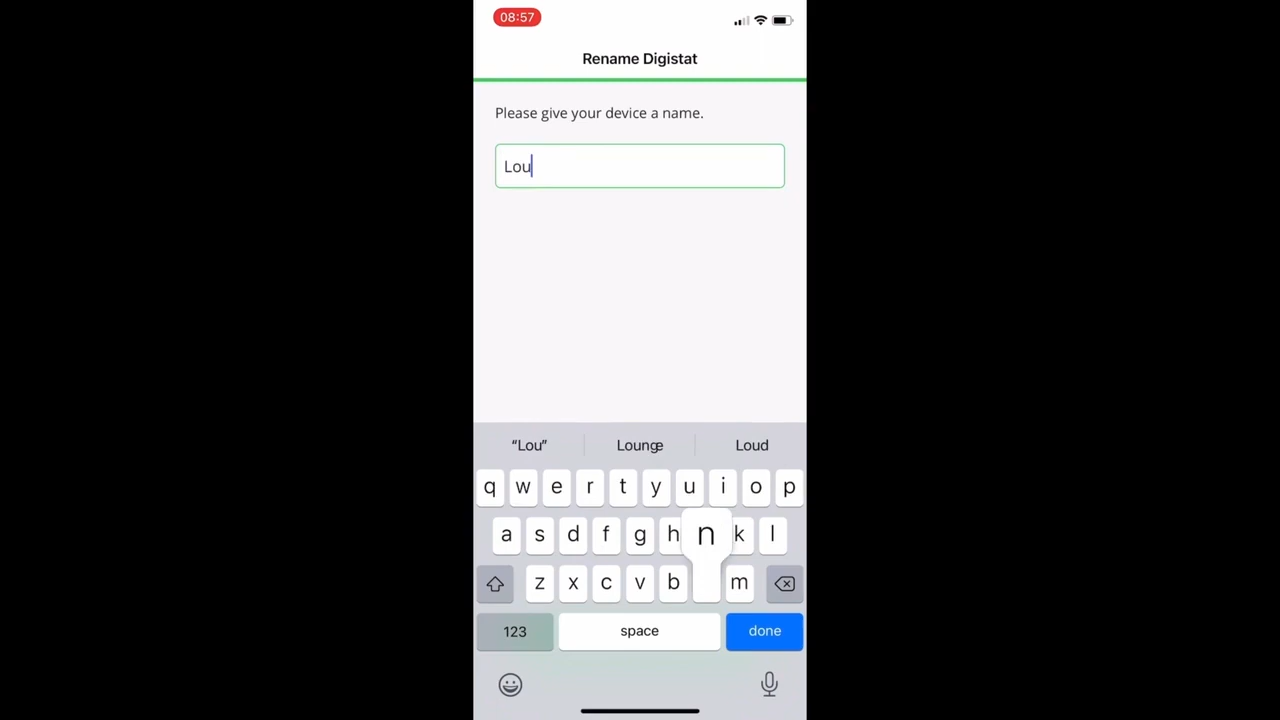 08:57
Rename Digistat
Please give your device a name.
Lou
“Lou” Lounge Loud
q w e r t y u i o p
a s d f g h n k l
z x c v b m
123 space done